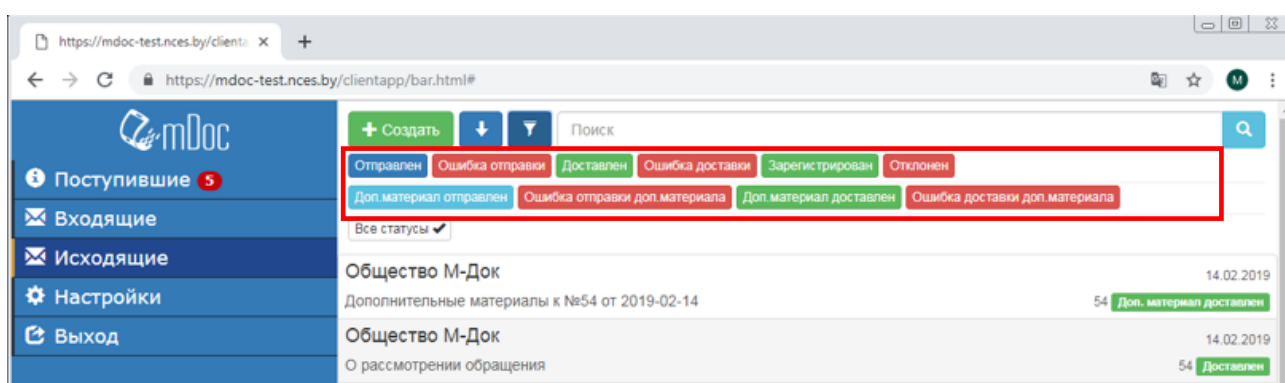 https://mdoc-test.nces.by/clienta
https://mdoc-test.nces.by/clientapp/bar.html#
M
mDoc
Создать
Поиск
Отправлен Ошибка отправки Доставлен Ошибка доставки Зарегистрирован Отклонен
Поступившие 5
Доп.материал отправлен Ошибка отправки доп.материала Доп.материал доставлен Ошибка доставки доп.материала
Входящие
Все статусы
Исходящие
Общество М-Док
14.02.2019
Настройки
Дополнительные материалы к №54 от 2019-02-14
54 Доп. материал доставлен
Выход
Общество М-Док
14.02.2019
О рассмотрении обращения
54 Доставлен